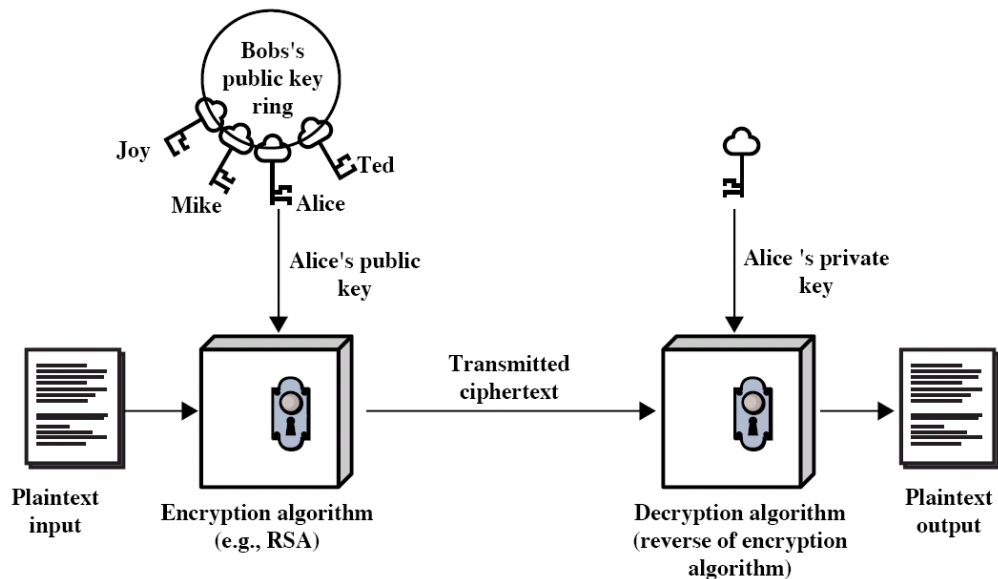 Bobs's
public key
ring
Joy
Ted
Mike
Alice
Alice's public
key
Alice 's private
key
Transmitted
ciphertext
Plaintext
input
Encryption algorithm
(e.g., RSA)
Decryption algorithm
(reverse of encryption
algorithm)
Plaintext
output